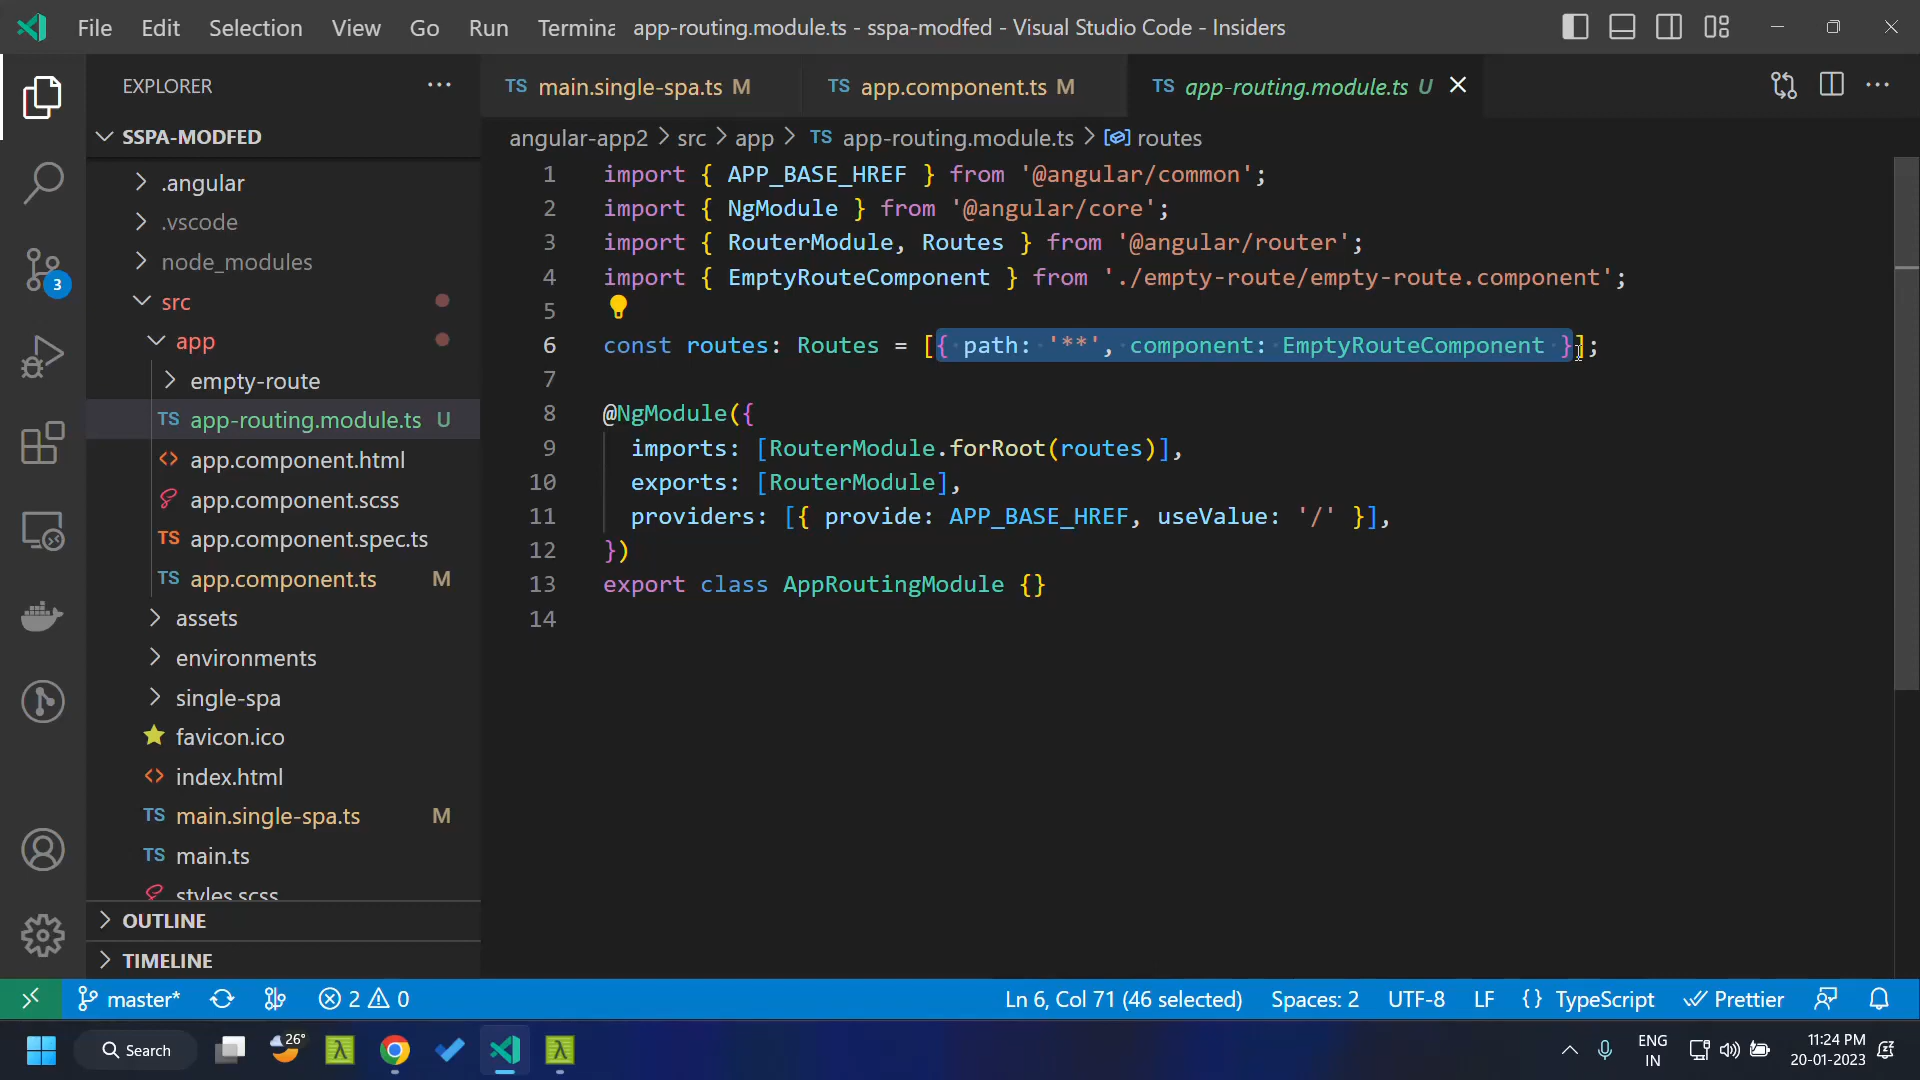 File Edit Selection View Go Run Termina app-routing.module.ts - sspa-modfed - Visual Studio Code - Insiders
EXPLORER
SSPA-MODFED
.angular
.vscode
node_modules
src
app
empty-route
TS app-routing.module.ts U
<> app.component.html
app.component.scss
TS app.component.spec.ts
TS app.component.ts M
assets
environments
single-spa
favicon.ico
<> index.html
TS main.single-spa.ts M
TS main.ts
styles.scss
OUTLINE
TIMELINE
3
TS main.single-spa.ts M TS app.component.ts M TS app-routing.module.ts U
angular-app2 > src > app > TS app-routing.module.ts > routes
1 import { APP_BASE_HREF } from '@angular/common';
2 import { NgModule } from '@angular/core';
3 import { RouterModule, Routes } from '@angular/router';
4 import { EmptyRouteComponent } from './empty-route/empty-route.component';
5
6 const routes: Routes = [{ path: '**', component: EmptyRouteComponent }];
7
8 @NgModule({
9 imports: [RouterModule.forRoot(routes)],
10 exports: [RouterModule],
11 providers: [{ provide: APP_BASE_HREF, useValue: '/' }],
12 })
13 export class AppRoutingModule {}
14
master* 2 0 Ln 6, Col 71 (46 selected) Spaces: 2 UTF-8 LF {} TypeScript Prettier
Search 26° ENG IN 11:24 PM 20-01-2023